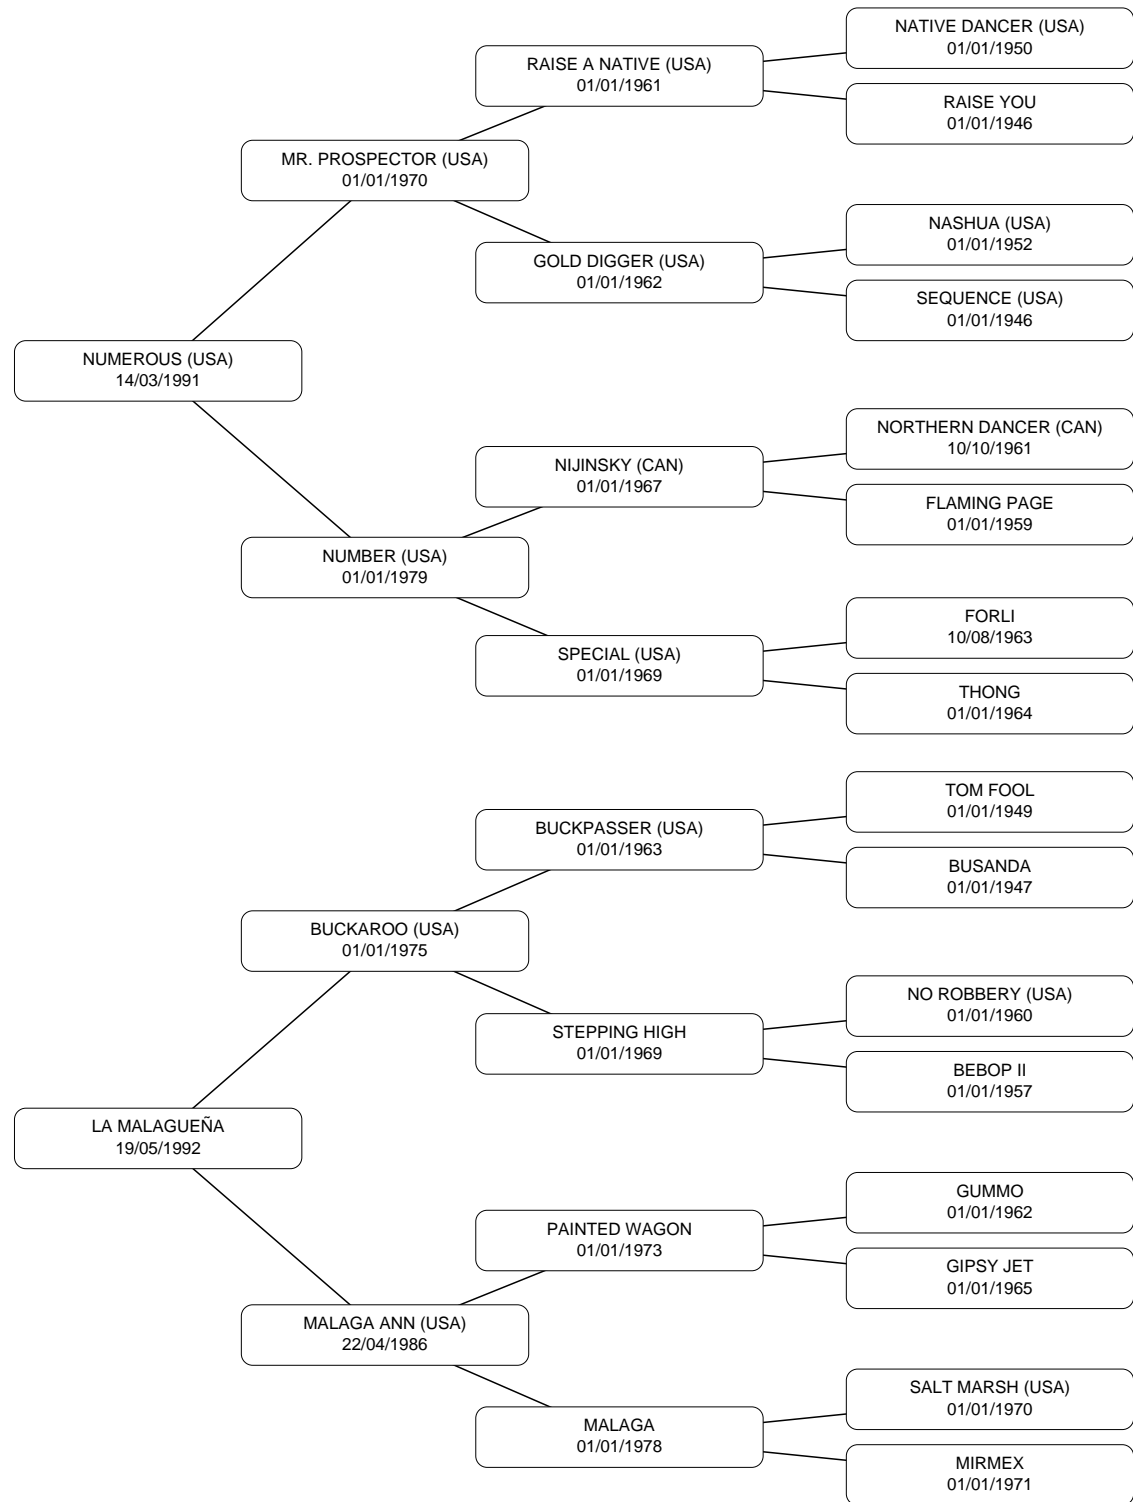 NATIVE DANCER (USA)
01/01/1950
RAISE A NATIVE (USA)
01/01/1961
RAISE YOU
01/01/1946
MR. PROSPECTOR (USA)
01/01/1970
NASHUA (USA)
01/01/1952
GOLD DIGGER (USA)
01/01/1962
SEQUENCE (USA)
01/01/1946
NUMEROUS (USA)
14/03/1991
NORTHERN DANCER (CAN)
10/10/1961
NIJINSKY (CAN)
01/01/1967
FLAMING PAGE
01/01/1959
NUMBER (USA)
01/01/1979
FORLI
10/08/1963
SPECIAL (USA)
01/01/1969
THONG
01/01/1964
TOM FOOL
01/01/1949
BUCKPASSER (USA)
01/01/1963
BUSANDA
01/01/1947
BUCKAROO (USA)
01/01/1975
NO ROBBERY (USA)
01/01/1960
STEPPING HIGH
01/01/1969
BEBOP II
01/01/1957
LA MALAGUEÑA
19/05/1992
GUMMO
01/01/1962
PAINTED WAGON
01/01/1973
GIPSY JET
01/01/1965
MALAGA ANN (USA)
22/04/1986
SALT MARSH (USA)
01/01/1970
MALAGA
01/01/1978
MIRMEX
01/01/1971